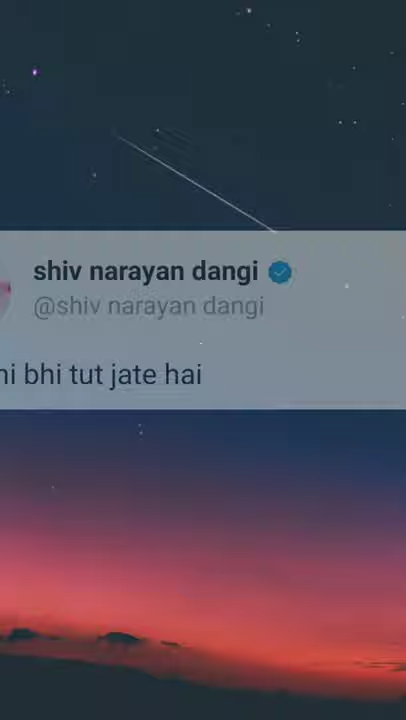 shiv narayan dangi
@shiv narayan dangi
bhi tut jate hai